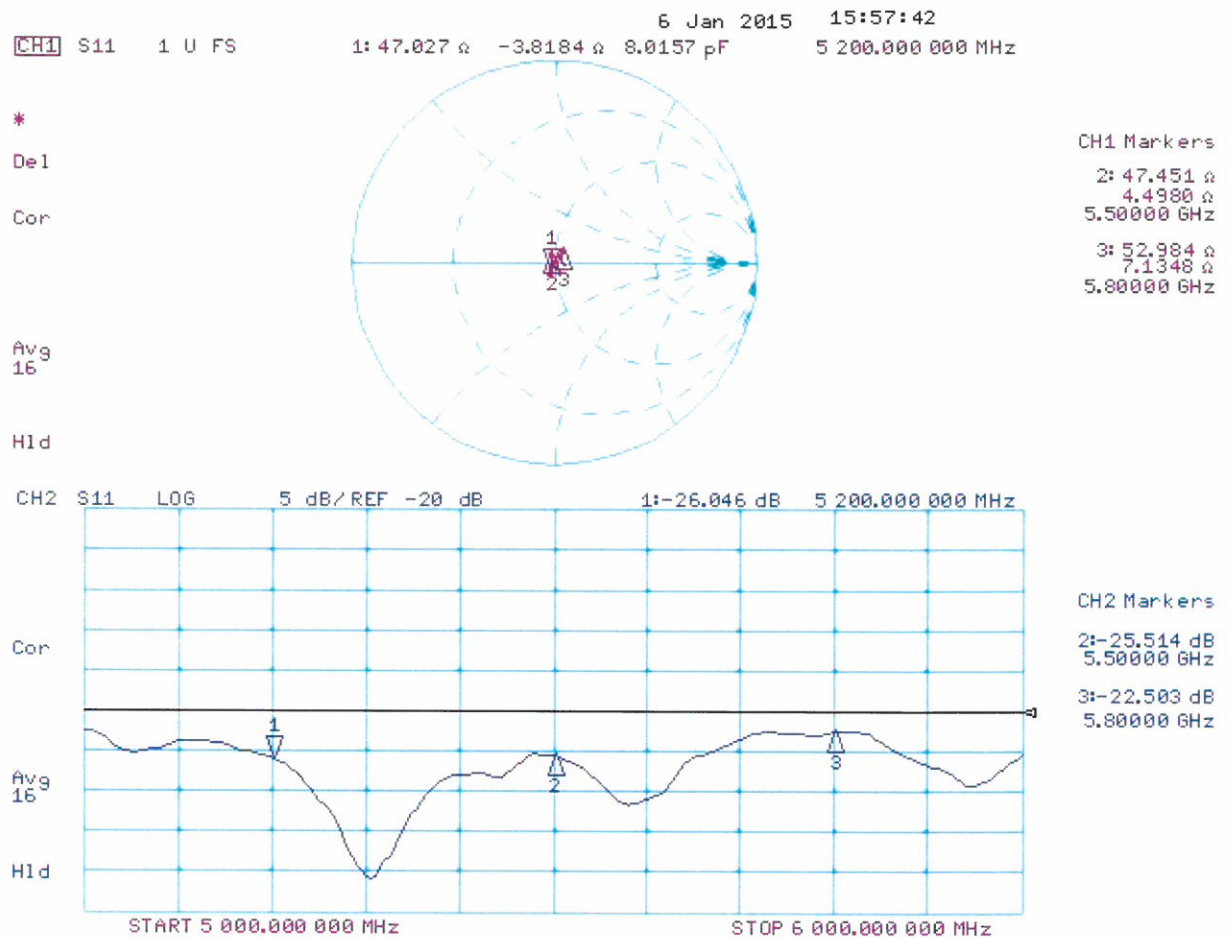 6 Jan 2015 15:57:42
CH1 S11 1 U FS 1: 47.027 Ω -3.8184 Ω 8.0157 pF 5 200.000 000 MHz
*
Del
Cor
Avg
16
Hld
CH1 Markers
2: 47.451 Ω
4.4980 Ω
5.50000 GHz
3: 52.984 Ω
7.1348 Ω
5.80000 GHz
1
23
CH2 S11 LOG 5 dB/REF -20 dB 1:-26.046 dB 5 200.000 000 MHz
Cor
Avg
16
Hld
1
2
3
CH2 Markers
2:-25.514 dB
5.50000 GHz
3:-22.503 dB
5.80000 GHz
START 5 000.000 000 MHz STOP 6 000.000 000 MHz